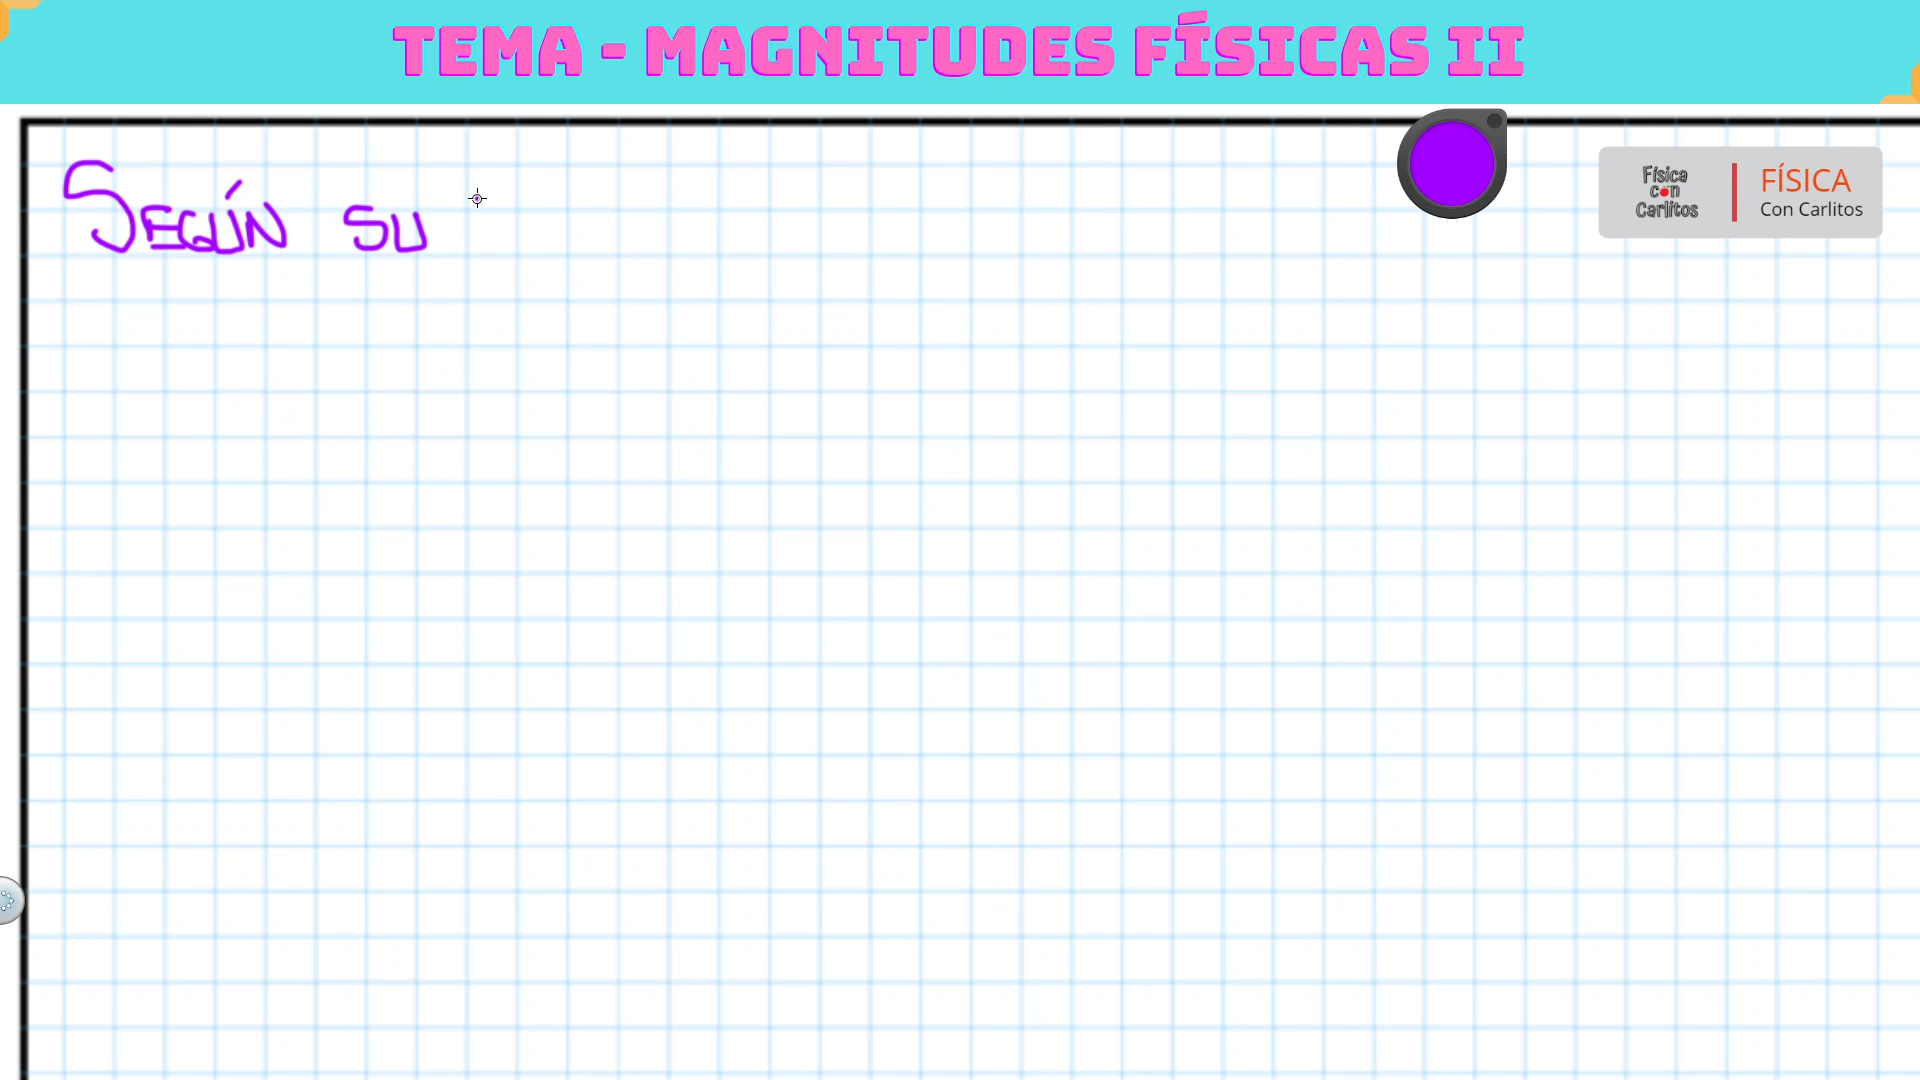 TEMA - MAGNITUDES FÍSICAS II
SEGÚN SU
Física
con
Carlitos
FÍSICA
Con Carlitos